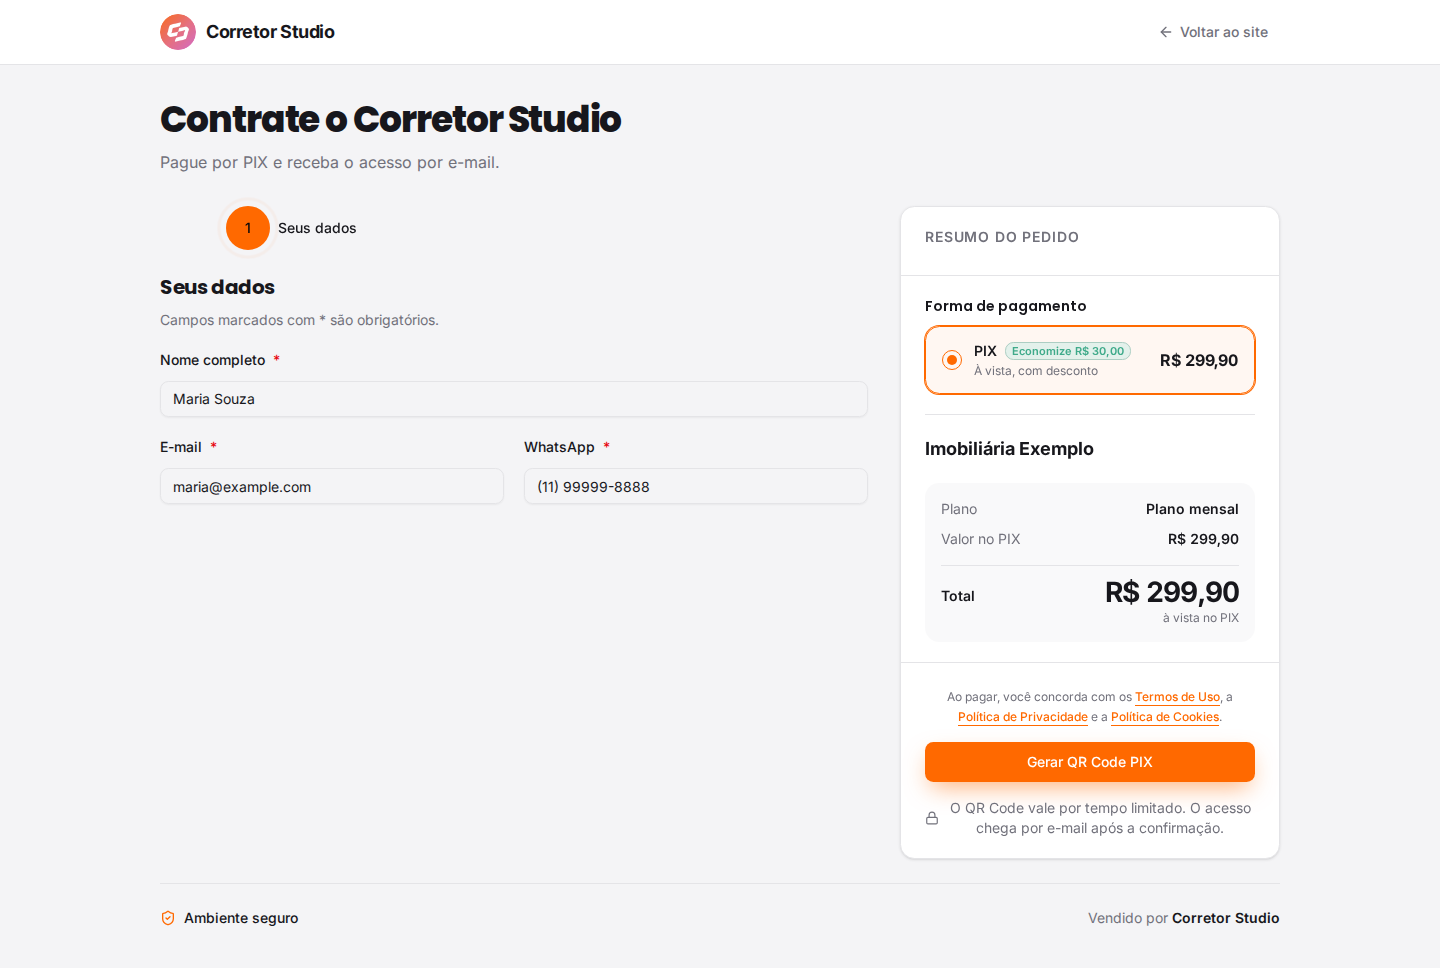 Corretor Studio
Voltar ao site
Contrate o Corretor Studio
Pague por PIX e receba o acesso por e-mail.
1 Seus dados
Seus dados
Campos marcados com * são obrigatórios.
Nome completo *
Maria Souza
E-mail *
WhatsApp *
maria@example.com
(11) 99999-8888
RESUMO DO PEDIDO
Forma de pagamento
PIX Economize R$ 30,00
À vista, com desconto
R$ 299,90
Imobiliária Exemplo
Plano Plano mensal
Valor no PIX R$ 299,90
Total R$ 299,90
à vista no PIX
Ao pagar, você concorda com os Termos de Uso, a
Política de Privacidade e a Política de Cookies.
Gerar QR Code PIX
O QR Code vale por tempo limitado. O acesso
chega por e-mail após a confirmação.
Ambiente seguro
Vendido por Corretor Studio